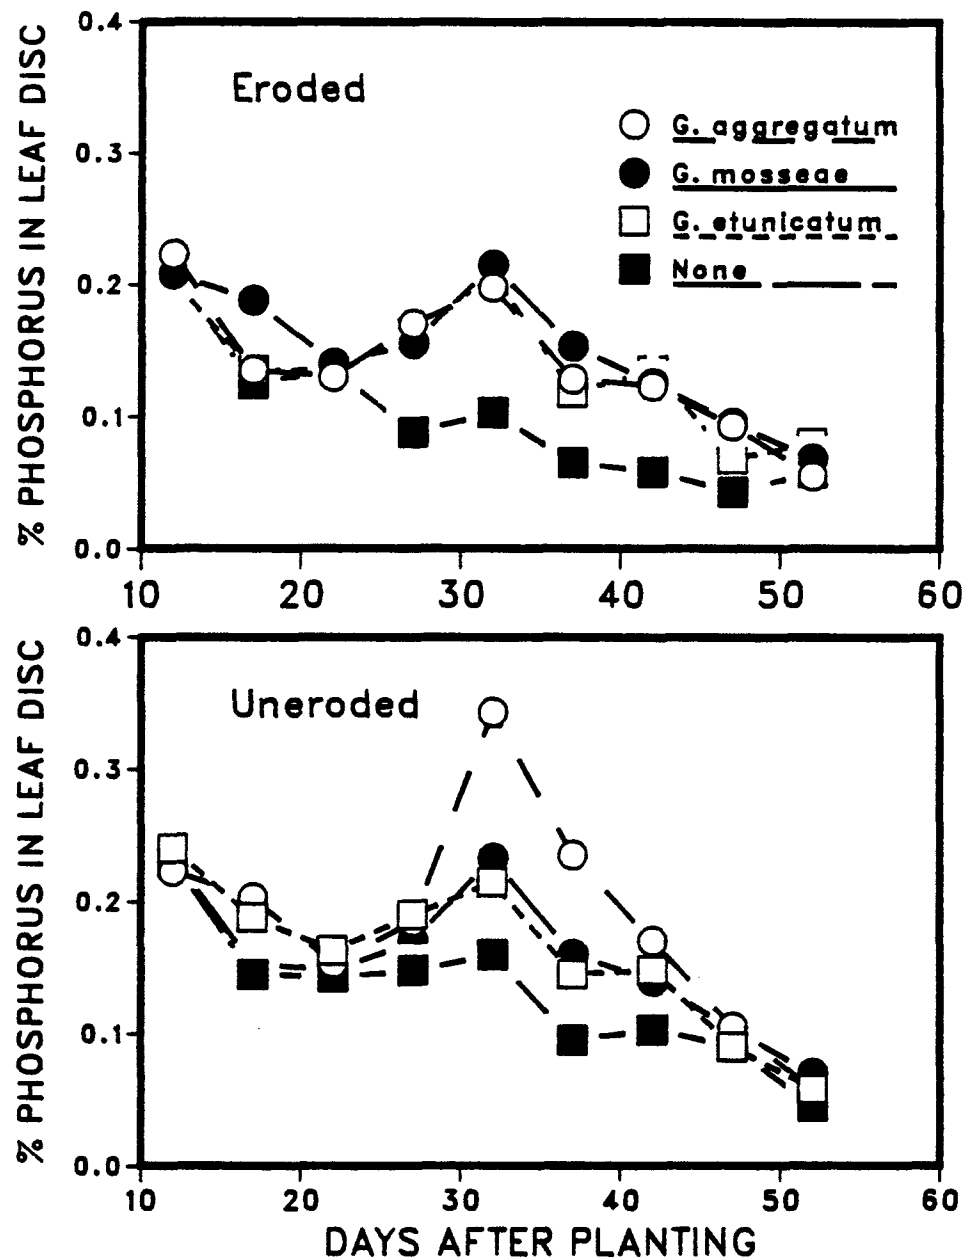 % PHOSPHORUS IN LEAF DISC
0.4
0.3
0.2
0.1
0.0
Eroded
G. aggregatum
G. mosseae
G. etunicatum
None
10 20 30 40 50 60
% PHOSPHORUS IN LEAF DISC
0.4
0.3
0.2
0.1
0.0
Uneroded
10 20 30 40 50 60
DAYS AFTER PLANTING